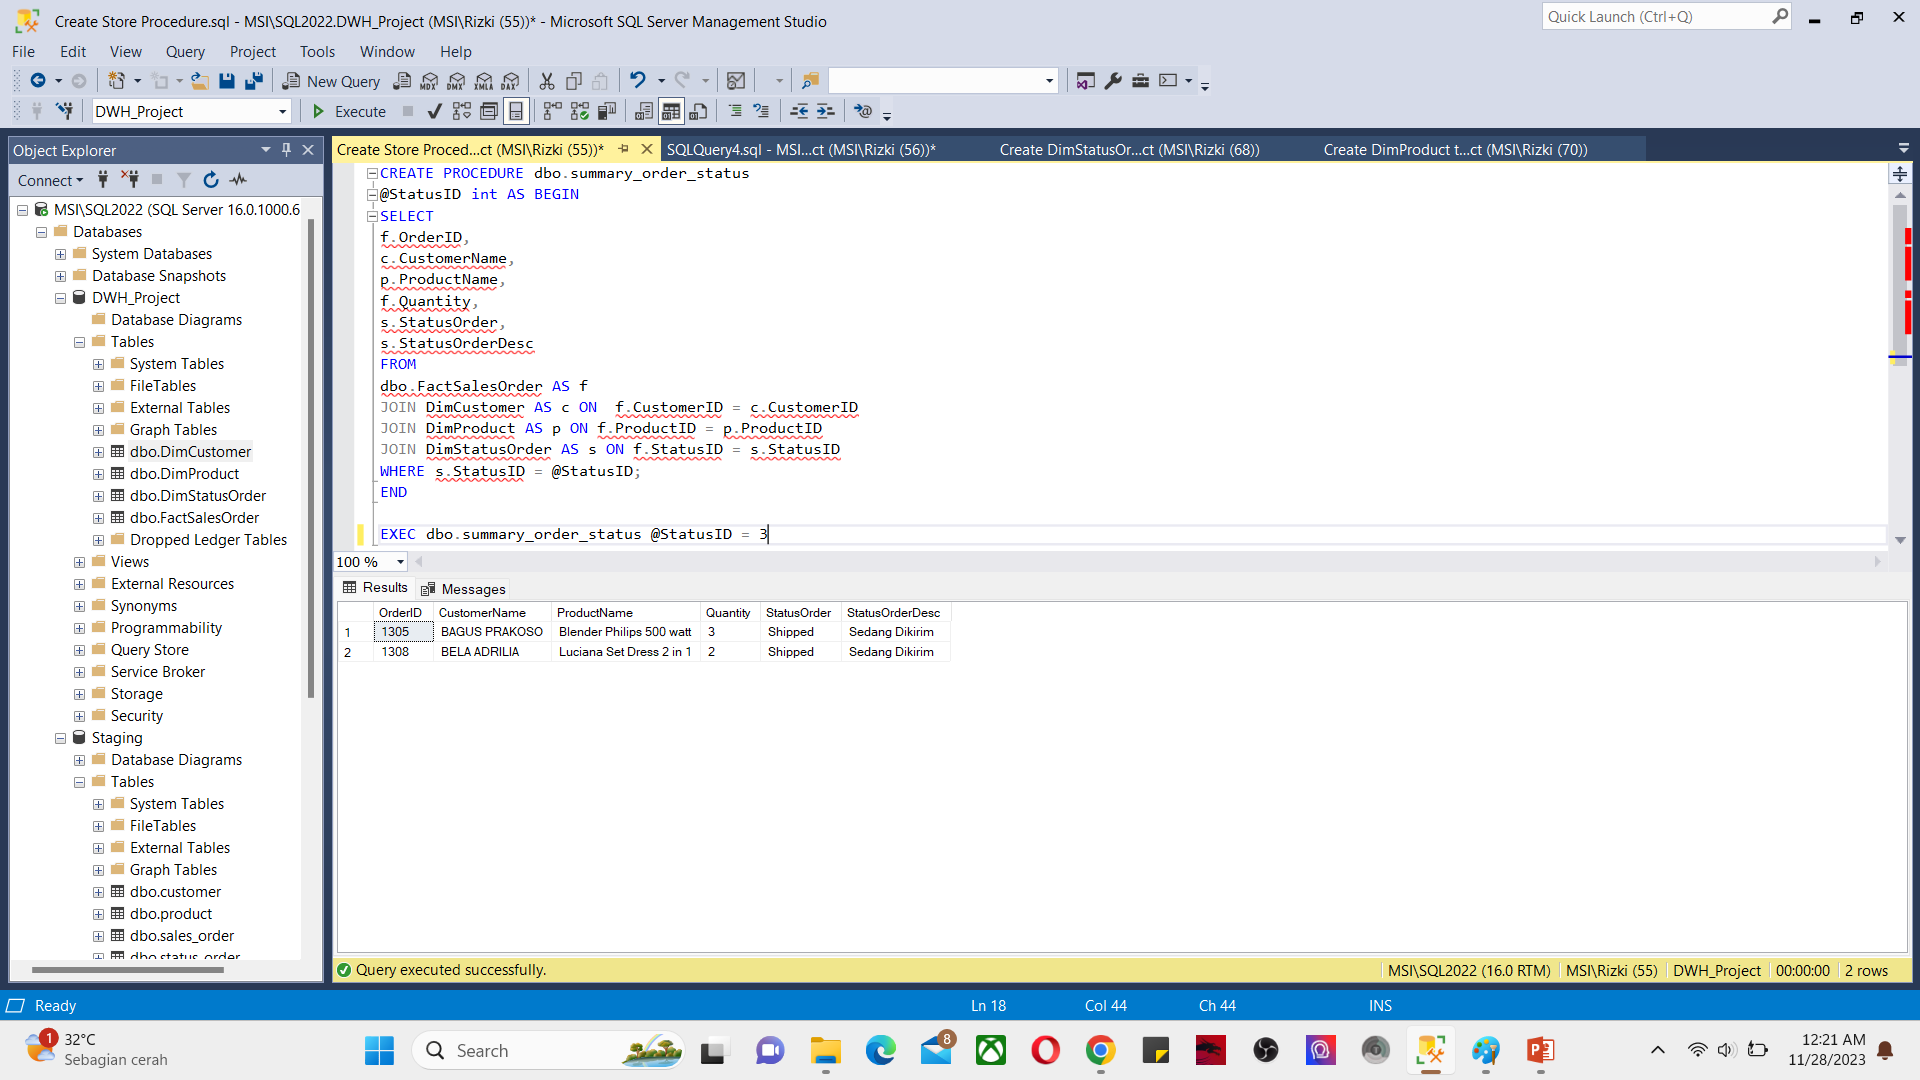 Create Store Procedure.sql - MSI\SQL2022.DWH_Project (MSI\Rizki (55))* - Microsoft SQL Server Management Studio
Quick Launch (Ctrl+Q)
File Edit View Query Project Tools Window Help
New Query MDX DMX XMLA DAX
DWH_Project Execute
Object Explorer
Connect
MSI\SQL2022 (SQL Server 16.0.1000.6
Databases
System Databases
Database Snapshots
DWH_Project
Database Diagrams
Tables
System Tables
FileTables
External Tables
Graph Tables
dbo.DimCustomer
dbo.DimProduct
dbo.DimStatusOrder
dbo.FactSalesOrder
Dropped Ledger Tables
Views
External Resources
Synonyms
Programmability
Query Store
Service Broker
Storage
Security
Staging
Database Diagrams
Tables
System Tables
FileTables
External Tables
Graph Tables
dbo.customer
dbo.product
dbo.sales_order
dbo.status_order
Create Store Proced...ct (MSI\Rizki (55))* SQLQuery4.sql - MSI...ct (MSI\Rizki (56))* Create DimStatusOr...ct (MSI\Rizki (68)) Create DimProduct t...ct (MSI\Rizki (70))
CREATE PROCEDURE dbo.summary_order_status
@StatusID int AS BEGIN
SELECT
f.OrderID,
c.CustomerName,
p.ProductName,
f.Quantity,
s.StatusOrder,
s.StatusOrderDesc
FROM
dbo.FactSalesOrder AS f
JOIN DimCustomer AS c ON  f.CustomerID = c.CustomerID
JOIN DimProduct AS p ON f.ProductID = p.ProductID
JOIN DimStatusOrder AS s ON f.StatusID = s.StatusID
WHERE s.StatusID = @StatusID;
END
EXEC dbo.summary_order_status @StatusID = 3
100 %
Results Messages
OrderID CustomerName ProductName Quantity StatusOrder StatusOrderDesc
1 1305 BAGUS PRAKOSO Blender Philips 500 watt 3 Shipped Sedang Dikirim
2 1308 BELA ADRILIA Luciana Set Dress 2 in 1 2 Shipped Sedang Dikirim
Query executed successfully. MSI\SQL2022 (16.0 RTM) MSI\Rizki (55) DWH_Project 00:00:00 2 rows
Ready Ln 18 Col 44 Ch 44 INS
1 32°C
Sebagian cerah
Search
8
12:21 AM
11/28/2023